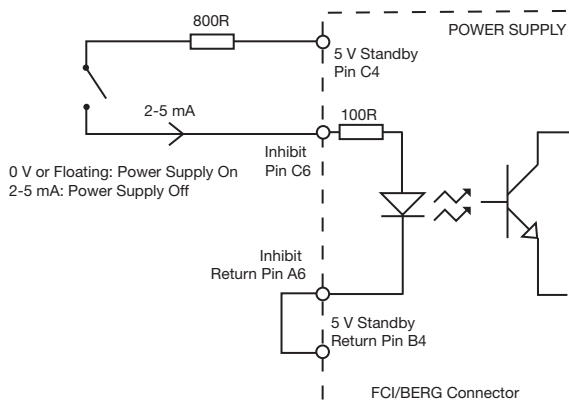 POWER SUPPLY
800R
5 V Standby
Pin C4
2-5 mA
100R
Inhibit
Pin C6
0 V or Floating: Power Supply On
2-5 mA: Power Supply Off
Inhibit
Return Pin A6
5 V Standby
Return Pin B4
FCI/BERG Connector